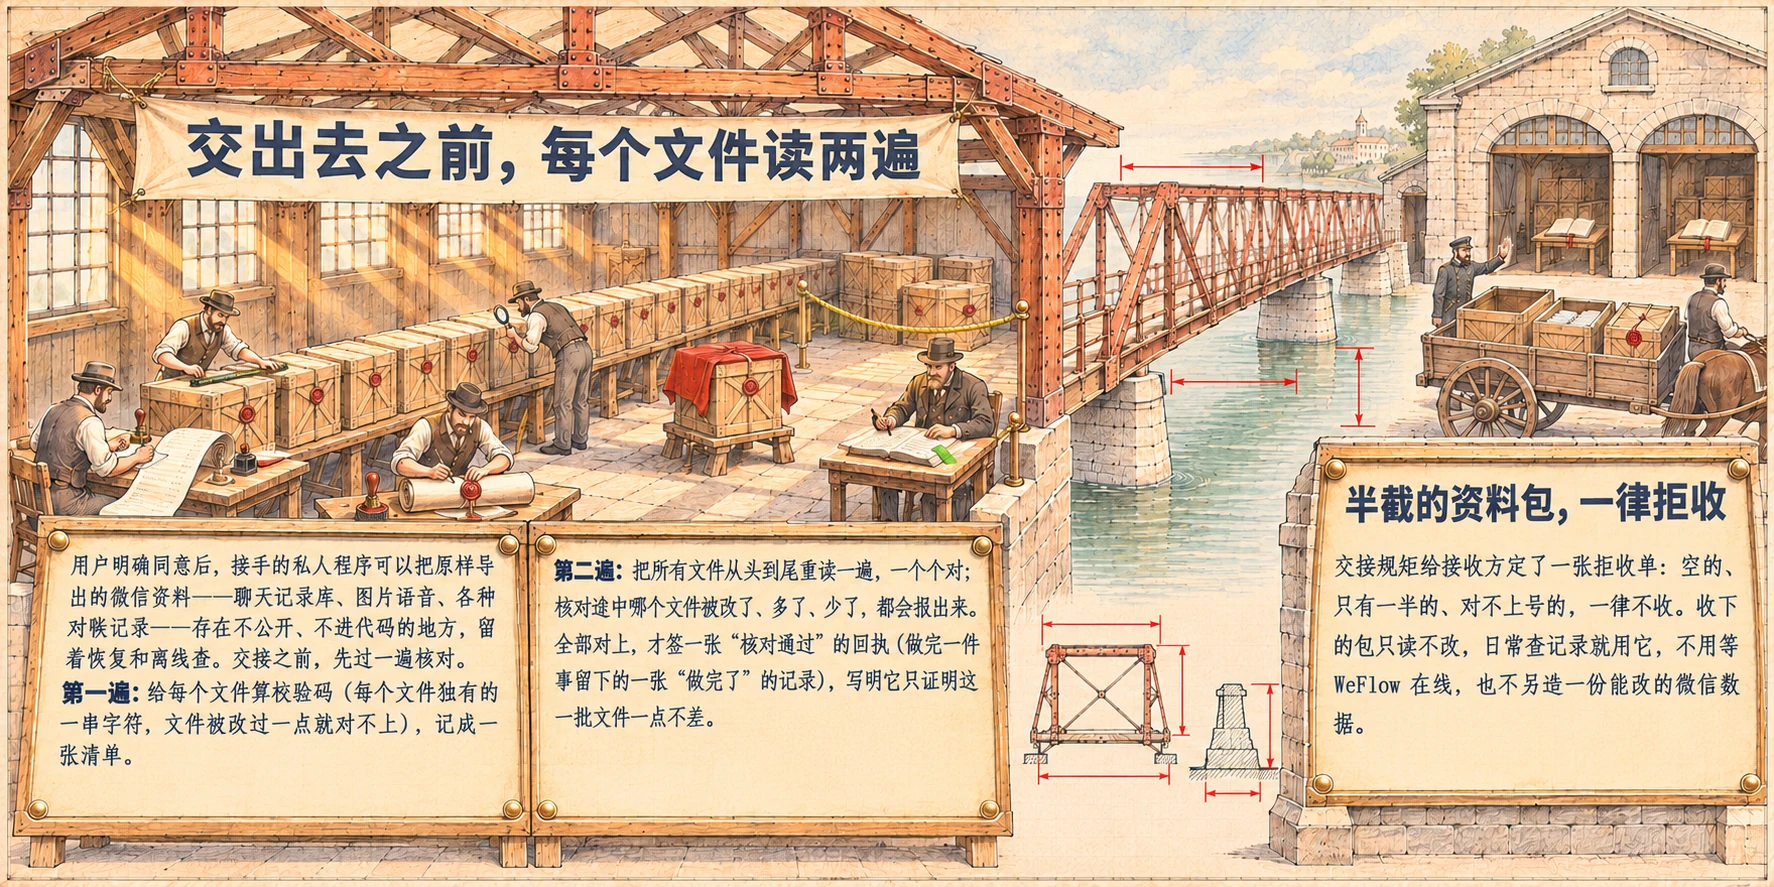 交出去之前，每个文件读两遍
用户明确同意后，接手的私人程序可以把原样导
出的微信资料——聊天记录库、图片语音、各种
对账记录——存在不公开、不进代码的地方，留
着恢复和离线查。交接之前，先过一遍核对。
第一遍：给每个文件算校验码（每个文件独有的
一串字符，文件被改过一点就对不上），记成一
张清单。
第二遍：把所有文件从头到尾重读一遍，一个个对；
核对途中哪个文件被改了、多了、少了，都会报出来。
全部对上，才签一张“核对通过”的回执（做完一件
事留下的一张“做完了”的记录），写明它只证明这
一批文件一点不差。
半截的资料包，一律拒收
交接规矩给接收方定了一张拒收单：空的、
只有一半的、对不上号的，一律不收。收下
的包只读不改，日常查记录就用它，不用等
WeFlow 在线，也不另造一份能改的微信数
据。